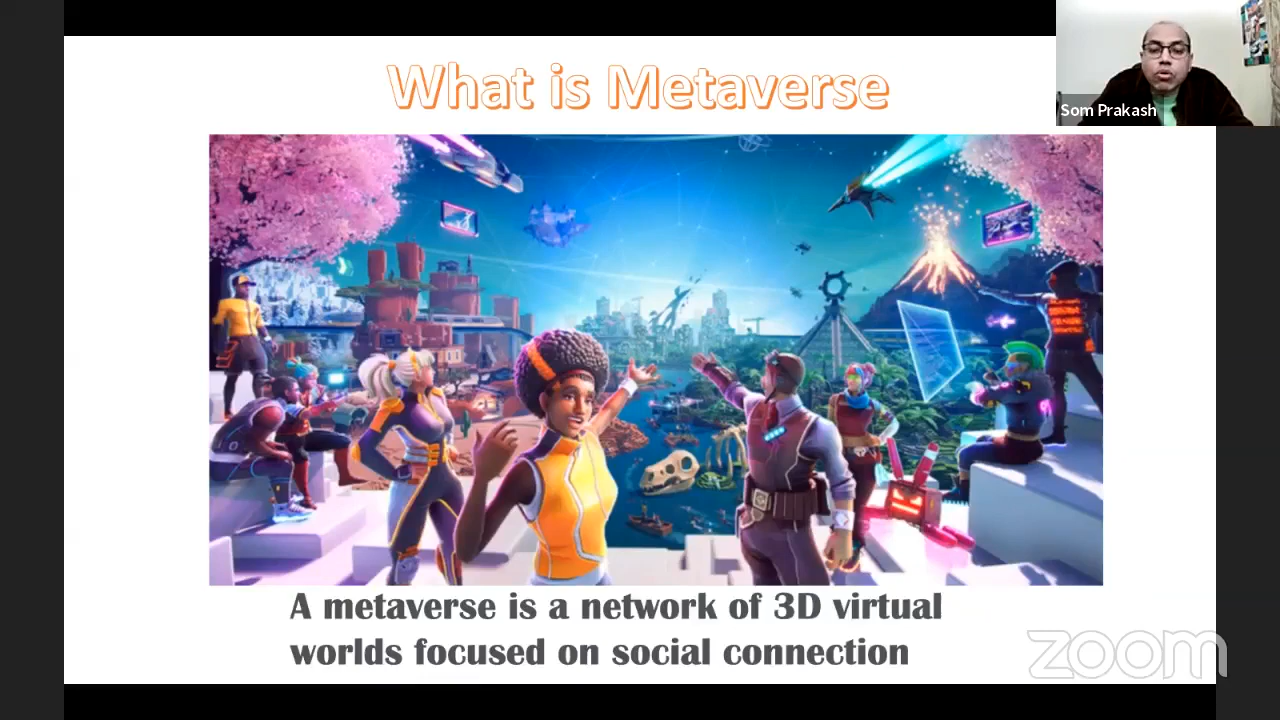 What is Metaverse
Som Prakash
A metaverse is a network of 3D virtual
worlds focused on social connection
zoom